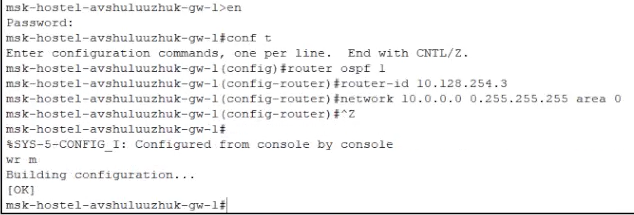 msk-hostel-avshuluuzhuk-gw-1>en
Password:
msk-hostel-avshuluuzhuk-gw-1#conf t
Enter configuration commands, one per line.  End with CNTL/Z.
msk-hostel-avshuluuzhuk-gw-1(config)#router ospf 1
msk-hostel-avshuluuzhuk-gw-1(config-router)#router-id 10.128.254.3
msk-hostel-avshuluuzhuk-gw-1(config-router)#network 10.0.0.0 0.255.255.255 area 0
msk-hostel-avshuluuzhuk-gw-1(config-router)#^Z
msk-hostel-avshuluuzhuk-gw-1#
%SYS-5-CONFIG_I: Configured from console by console
wr m
Building configuration...
[OK]
msk-hostel-avshuluuzhuk-gw-1#